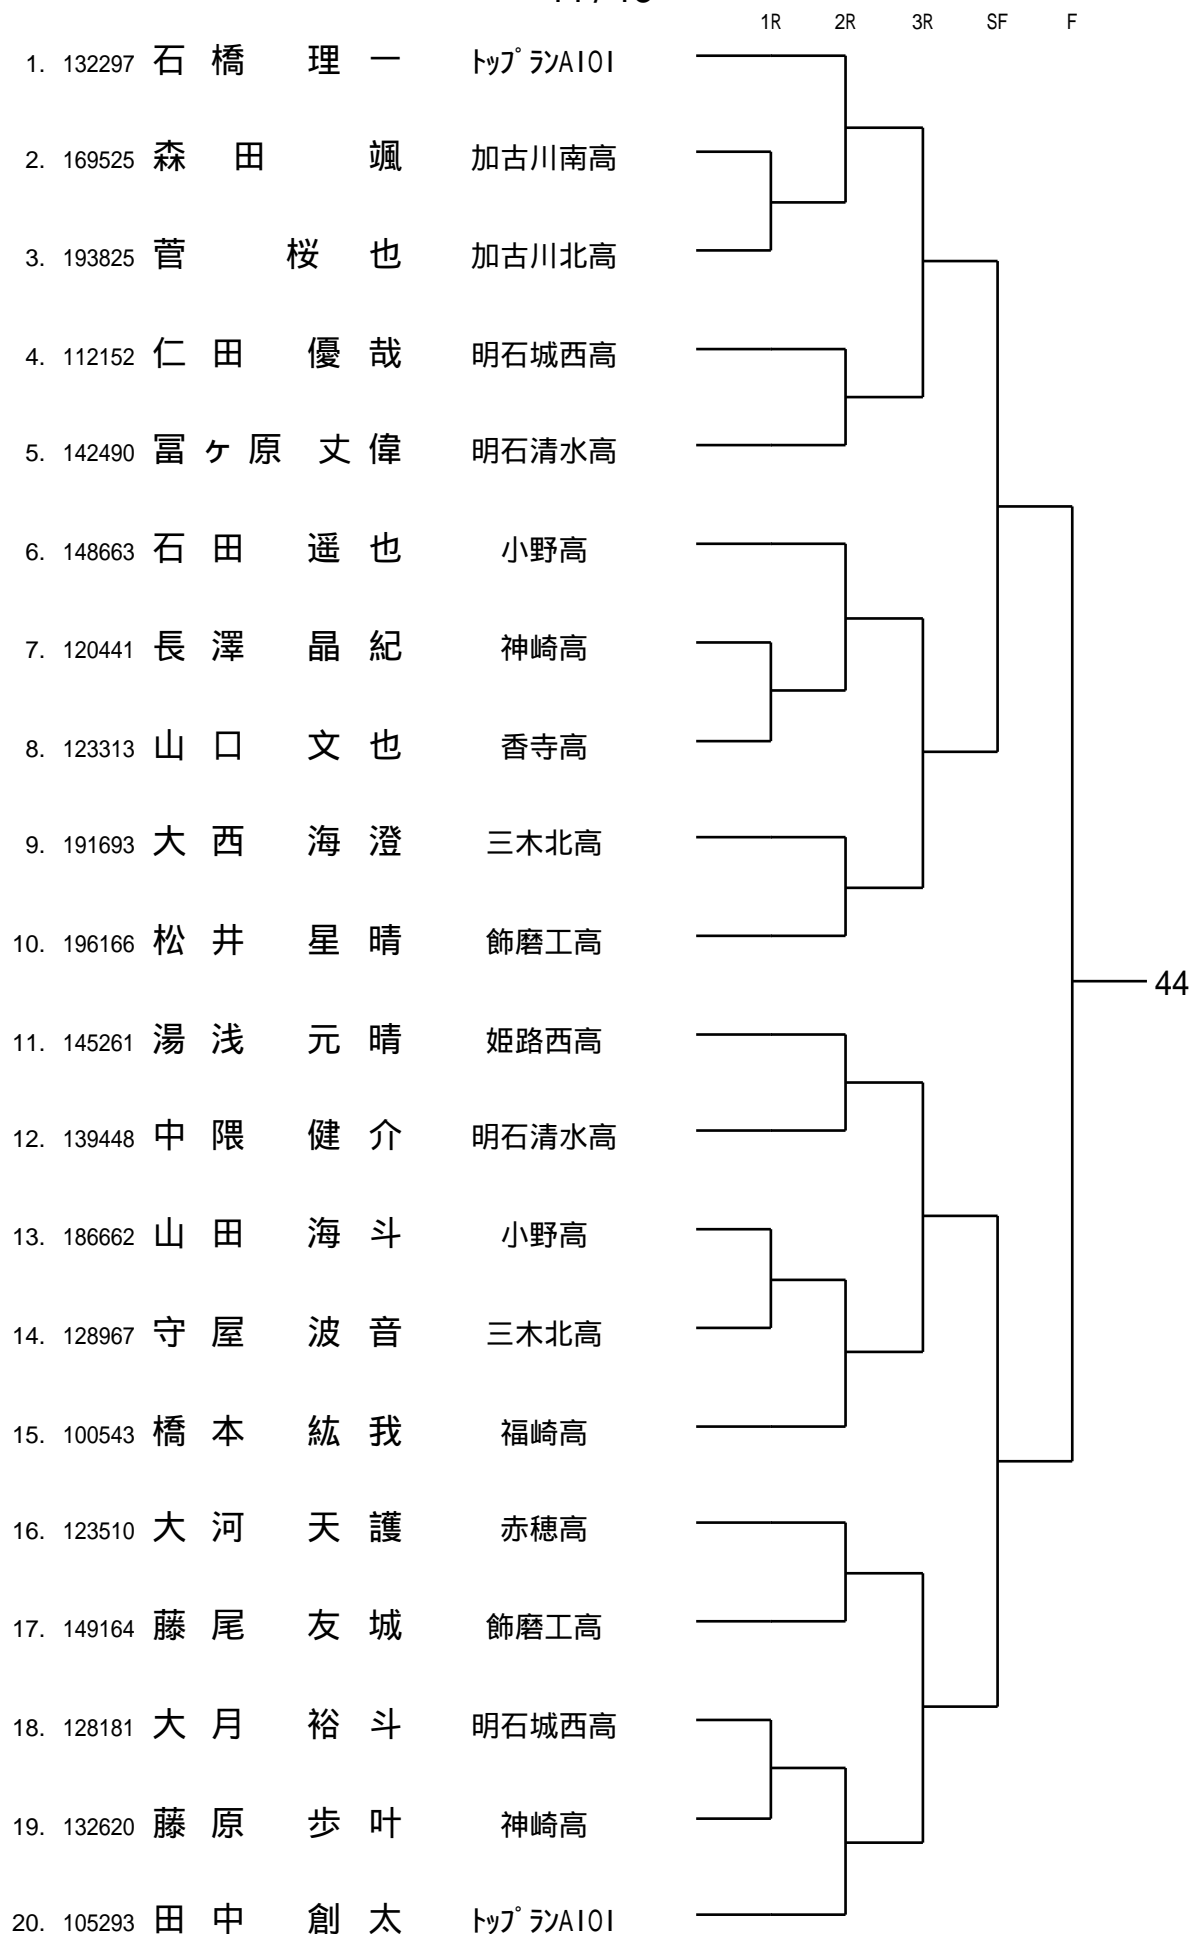 1R 2R 3R SF F
1. 132297 石橋 理一 トップランAIOI
2. 169525 森田 颯 加古川南高
3. 193825 菅 桜也 加古川北高
4. 112152 仁田 優哉 明石城西高
5. 142490 冨ヶ原 丈偉 明石清水高
6. 148663 石田 遥也 小野高
7. 120441 長澤 晶紀 神崎高
8. 123313 山口 文也 香寺高
9. 191693 大西 海澄 三木北高
10. 196166 松井 星晴 飾磨工高
44
11. 145261 湯浅 元晴 姫路西高
12. 139448 中隈 健介 明石清水高
13. 186662 山田 海斗 小野高
14. 128967 守屋 波音 三木北高
15. 100543 橋本 紘我 福崎高
16. 123510 大河 天護 赤穂高
17. 149164 藤尾 友城 飾磨工高
18. 128181 大月 裕斗 明石城西高
19. 132620 藤原 歩叶 神崎高
20. 105293 田中 創太 トップランAIOI